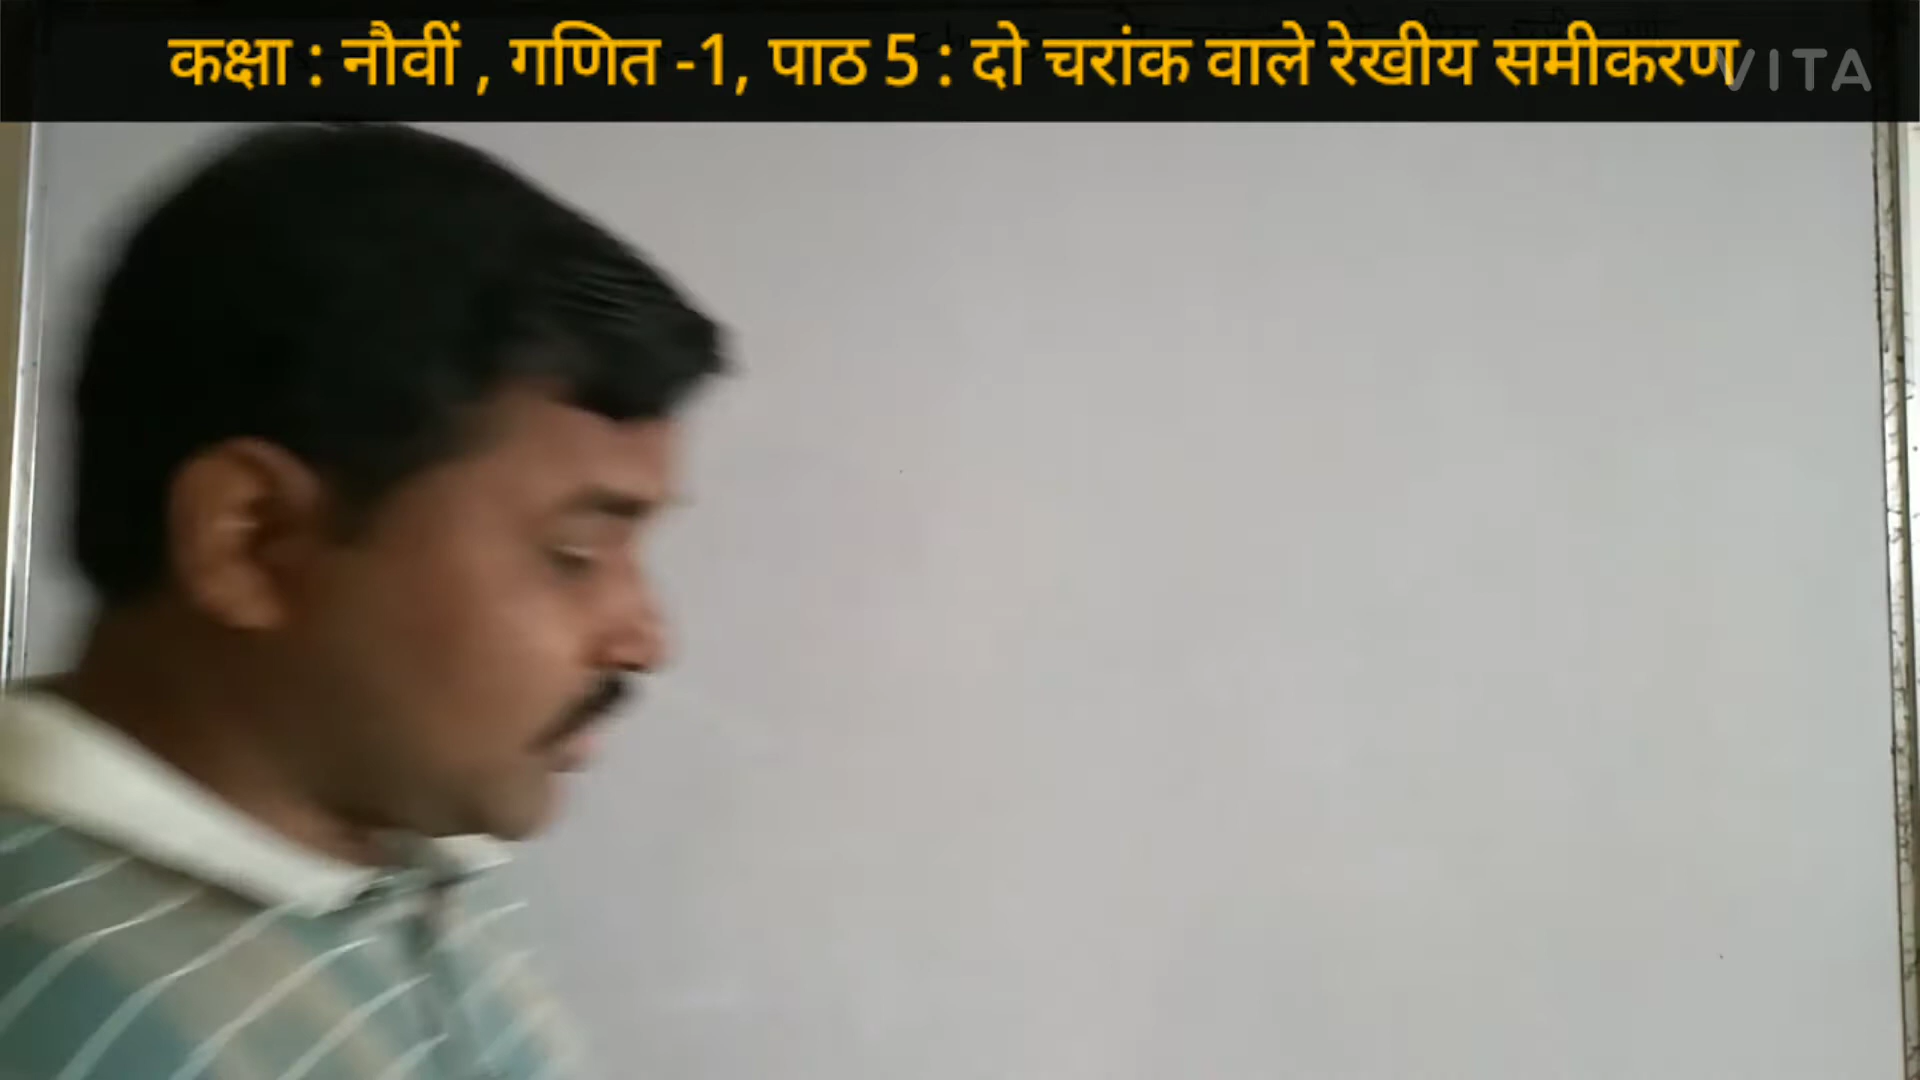 कक्षा : नौवीं , गणित -1, पाठ 5 : दो चरांक वाले रेखीय समीकरण
VITA